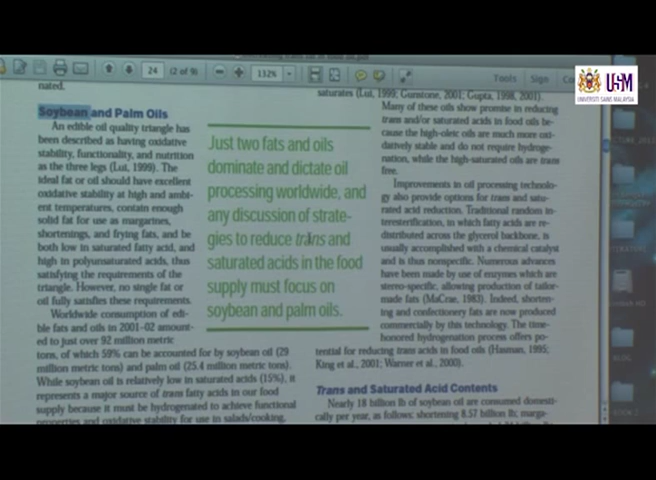 24
(2 of 9)
132%
Tools
Sign
USM
UNIVERSITI SAINS MALAYSIA
nated.
Soybean and Palm Oils
An edible oil quality triangle has
been described as having oxidative
stability, functionality, and nutrition
as the three legs (Lut, 1999). The
ideal fat or oil should have excellent
oxidative stability at high and ambi-
ent temperatures, contain enough
solid fat for use as margarines,
shortenings, and frying fats, and be
both low in saturated fatty acid, and
high in polyunsaturated, thus
satisfying the requirements of the
triangle. However, no single fat or
oil fully satisfies these requirements.
Worldwide consumption of edi-
ble fats and oils in 2001-02 amount-
ed to just over 92 million metric
tons, of which 59% can be accounted for by soybean oil (29
million metric tons) and palm oil (25.4 million metric tons).
While soybean oil is relatively low in saturated acids (15%), it
represents a major source of trans fatty acids in our food
supply because it must be hydrogenated to achieve functional
properties and oxidative stability for use in salads/cooking,
Just two fats and oils
dominate and dictate oil
processing worldwide, and
any discussion of strate-
gies to reduce trans and
saturated acids in the food
supply must focus on
soybean and palm oils.
saturates (Lut, 1999; Gunstone, 2001; Gupta, 1998, 2001).
Many of these oils show promise in reducing
trans and/or saturated acids in food oils be-
cause the high-oleic oils are much more oxi-
datively stable and do not require hydroge-
nation, while the high-saturated oils are trans
free.
Improvements in oil processing technolo-
gy also provide options for trans and satu-
rated acid reduction. Traditional random in-
teresterification, in which fatty acids are re-
distributed across the glycerol backbone, is
usually accomplished with a chemical catalyst
and is thus nonspecific. Numerous advances
have been made by use of enzymes which are
stereo-specific, allowing production of tailor-
made fats (MaCrae, 1983). Indeed, shorten-
ing and confectionery fats are now produced
commercially by this technology. The time-
honored hydrogenation process offers po-
tential for reducing trans acids in food oils (Hasman, 1995;
King et al., 2001; Warner et al., 2000).
Trans and Saturated Acid Contents
Nearly 18 billion lb of soybean oil are consumed domesti-
cally per year, as follows: shortening 8.57 billion lb; marga-
BLOG